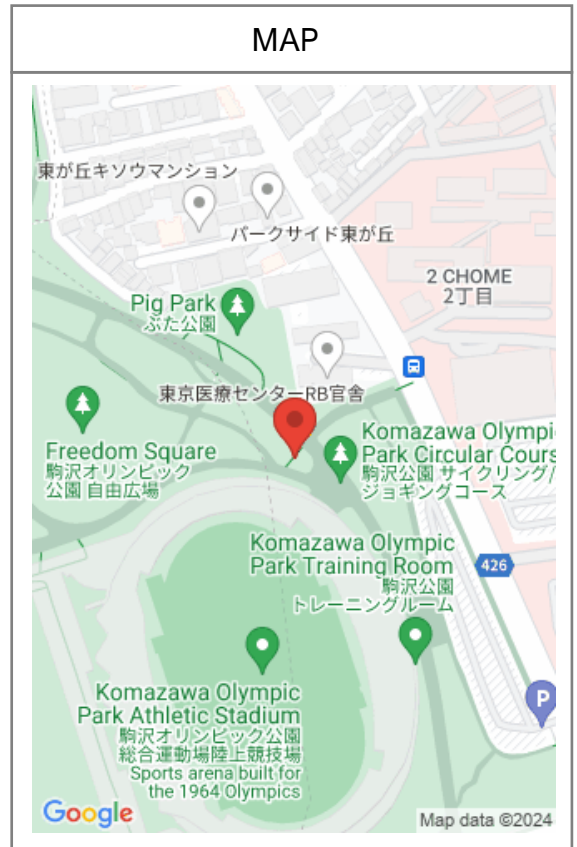 MAP
東が丘キソウマンション
パークサイド東が丘
2 CHOME
2丁目
Pig Park
ぶた公園
東京医療センターRB官舎
Freedom Square
駒沢オリンピック
公園 自由広場
Komazawa Olympi
Park Circular Cours
駒沢公園 サイクリング/
ジョギングコース
Komazawa Olympic
Park Training Room
駒沢公園
トレーニングルーム
426
P
Komazawa Olympic
Park Athletic Stadium
駒沢オリンピック公園
総合運動場陸上競技場
Sports arena built for
the 1964 Olympics
Google
Map data ©2024